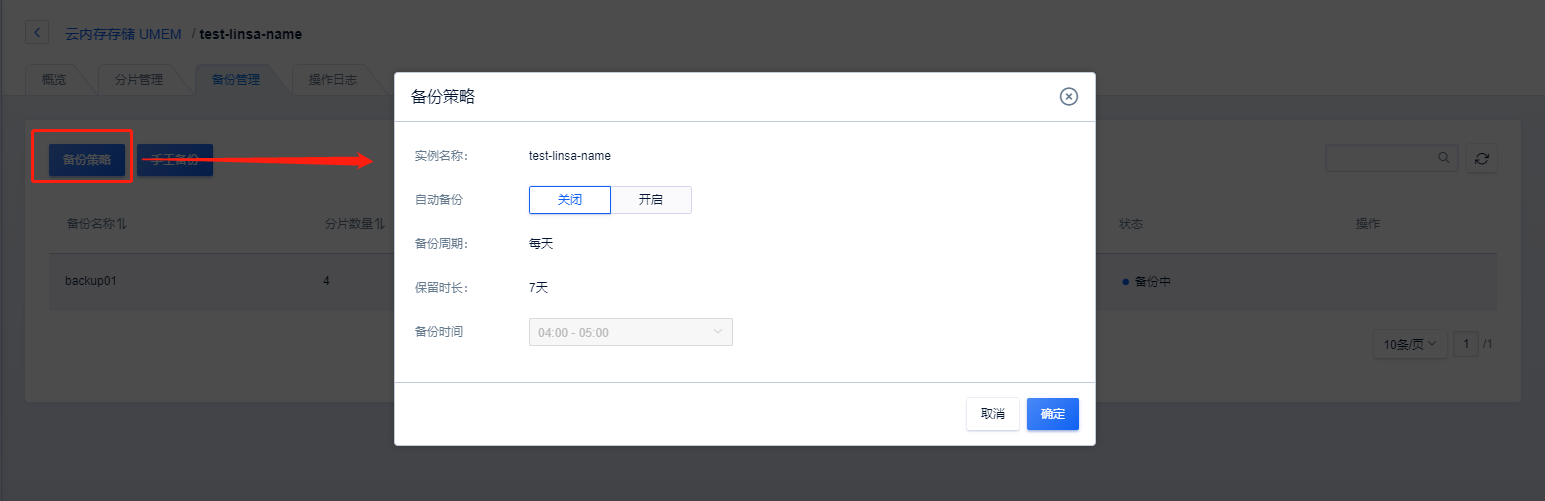 云内存存储 UMEM / test-linsa-name
概览 分片管理 备份管理 操作日志
备份策略 手工备份
备份名称 分片数量 状态 操作
backup01 4 备份中
10条/页 1 /1
备份策略
实例名称: test-linsa-name
自动备份 关闭 开启
备份周期: 每天
保留时长: 7天
备份时间 04:00 - 05:00
取消 确定